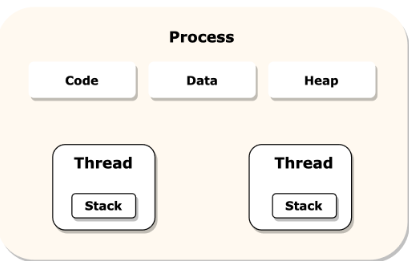 Process
Code Data Heap
Thread Thread
Stack Stack